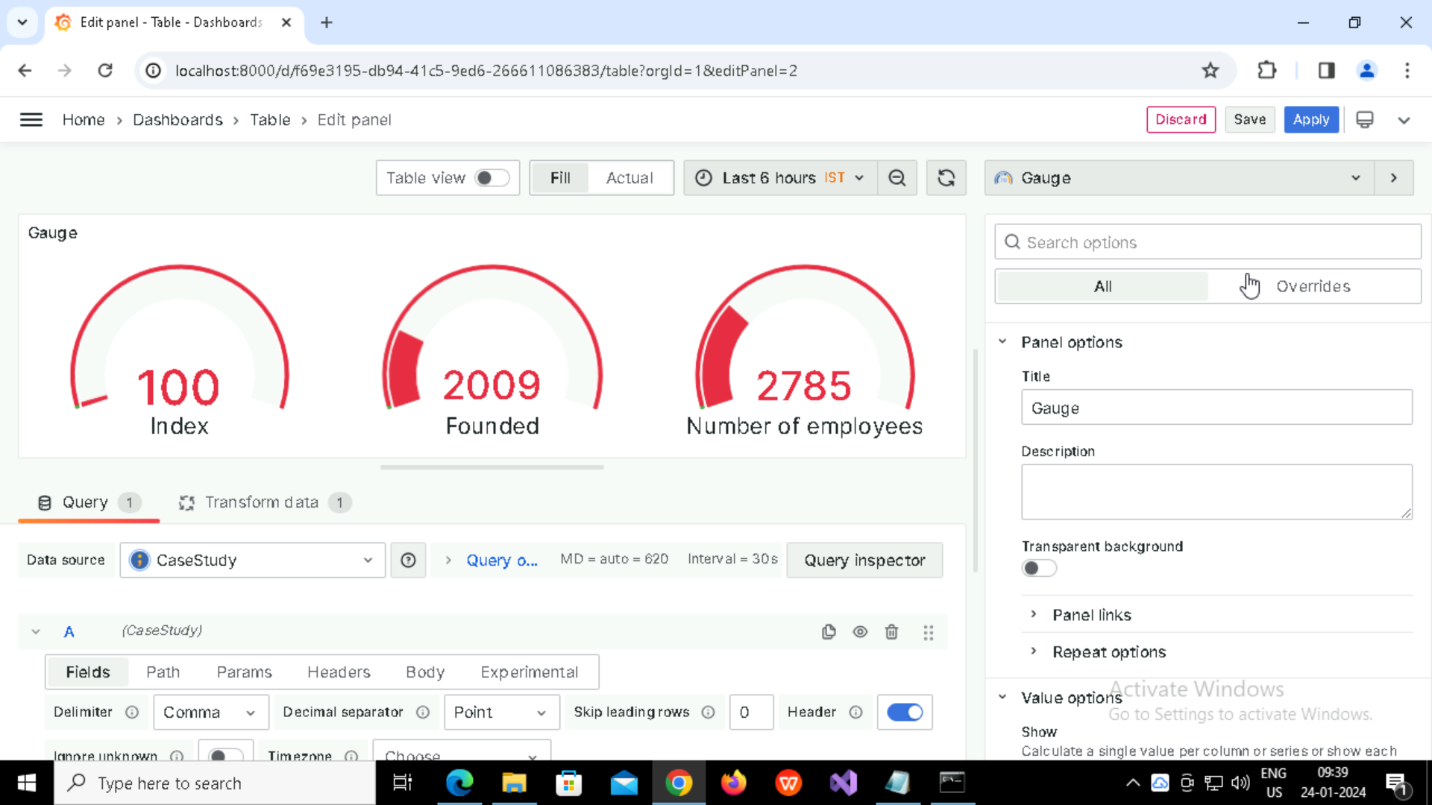 Edit panel - Table - Dashboards
localhost:8000/d/f69e3195-db94-41c5-9ed6-266611086383/table?orgId=1&editPanel=2
Home › Dashboards › Table › Edit panel
Discard Save Apply
Table view Fill Actual Last 6 hours IST Gauge
Gauge
Search options
All Overrides
100 2009 2785
Index Founded Number of employees
Panel options
Title
Gauge
Description
Query 1 Transform data 1
Transparent background
Data source CaseStudy Query o... MD = auto = 620 Interval = 30s Query inspector
Panel links
A (CaseStudy)
Repeat options
Fields Path Params Headers Body Experimental
Value options
Activate Windows
Delimiter Comma Decimal separator Point Skip leading rows 0 Header
Go to Settings to activate Windows.
Show
Calculate a single value per column or series or show each
Ignore unknown Timezone Choose
Type here to search
ENG
US
09:39
24-01-2024
1